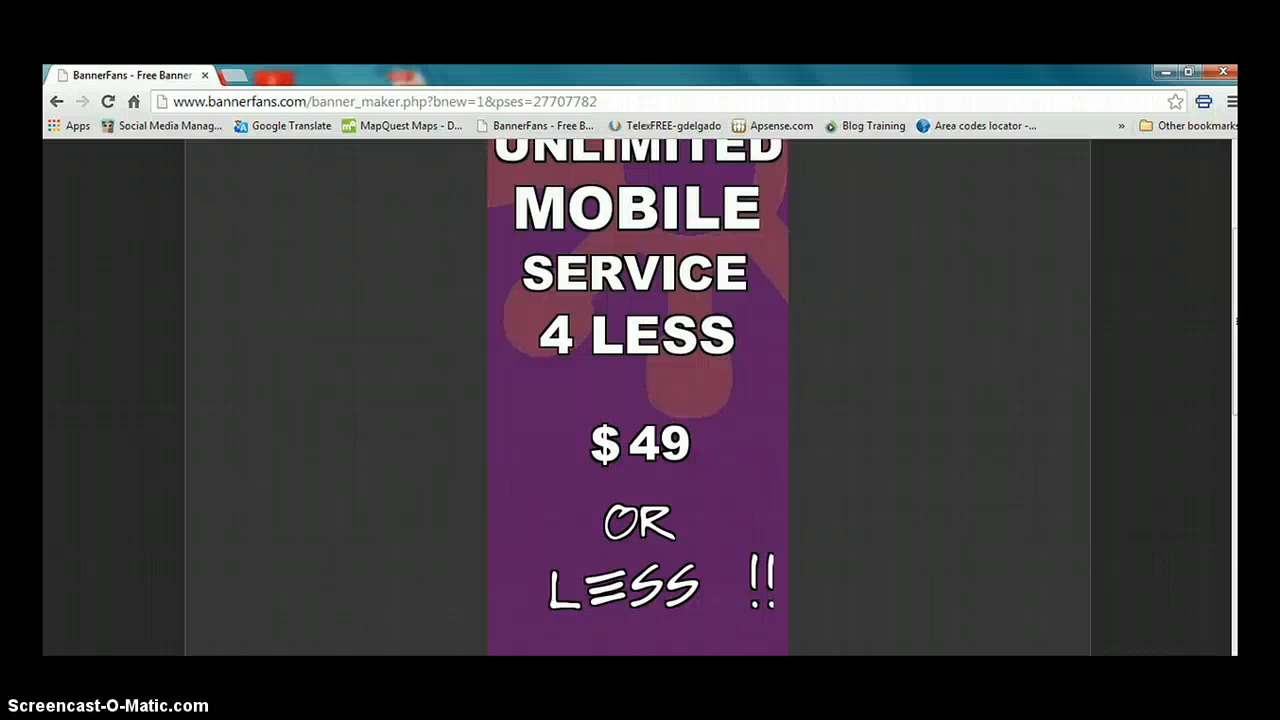 BannerFans - Free Banner
www.bannerfans.com/banner_maker.php?bnew=1&pses=27707782
Apps Social Media Manag... Google Translate MapQuest Maps - D... BannerFans - Free B... TelexFREE-gdelgado Apsense.com Blog Training Area codes locator -... » Other bookmarks
UNLIMITED
MOBILE
SERVICE
4 LESS
$ 49
OR
LESS !!
Screencast-O-Matic.com